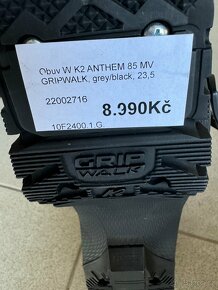 Obuv W K2 ANTHEM 85 MV
GRIPWALK, grey/black, 23,5
22002716
8.990Kč
10F2400.1 G.
GRIP
WALK